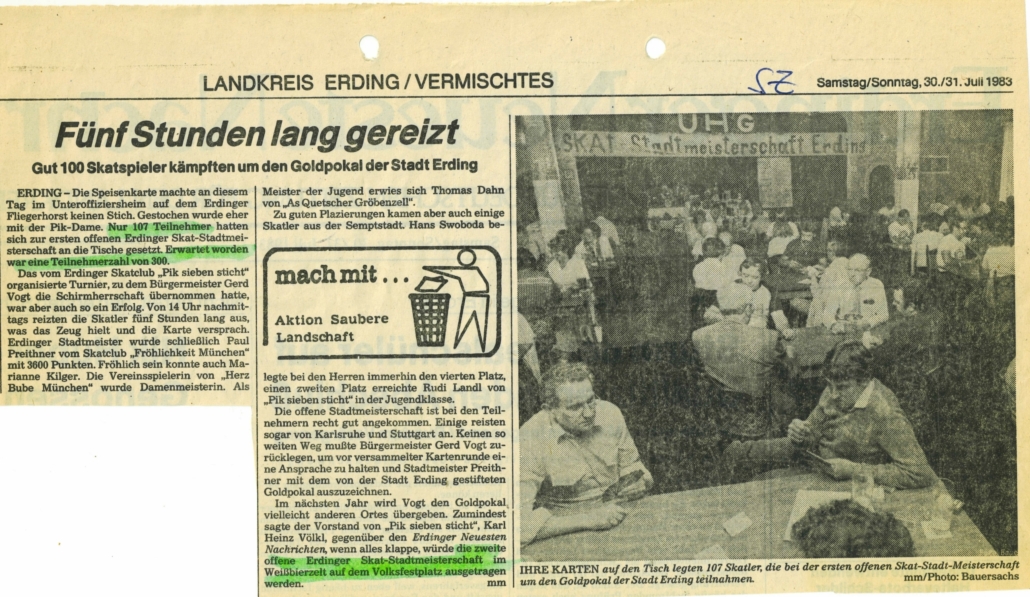 LANDKREIS ERDING/VERMISCHTES
SZ
Samstag/Sonntag, 30./31. Juli 1983
Fünf Stunden lang gereizt
Gut 100 Skatspieler kämpften um den Goldpokal der Stadt Erding
ERDING – Die Speisenkarte machte an diesem
Tag im Unteroffiziersheim auf dem Erdinger
Fliegerhorst keinen Stich. Gestochen wurde eher
mit der Pik-Dame. Nur 107 Teilnehmer hatten
sich zur ersten offenen Erdinger Skat-Stadtmei-
sterschaft an die Tische gesetzt. Erwartet worden
war eine Teilnehmerzahl von 300.
Das vom Erdinger Skatclub „Pik sieben sticht"
organisierte Turnier, zu dem Bürgermeister Gerd
Vogt die Schirmherrschaft übernommen hatte,
war aber auch so ein Erfolg. Von 14 Uhr nachmit-
tags reizten die Skatler fünf Stunden lang aus,
was das Zeug hielt und die Karte versprach.
Erdinger Stadtmeister wurde schließlich Paul
Preithner vom Skatclub „Fröhlichkeit München"
mit 3600 Punkten. Fröhlich sein konnte auch Ma-
rianne Kilger. Die Vereinsspielerin von „Herz
Bube München" wurde Damenmeisterin. Als
Meister der Jugend erwies sich Thomas Dahn
von „As Quetscher Gröbenzell".
Zu guten Plazierungen kamen aber auch einige
Skatler aus der Semptstadt. Hans Swoboda be-
mach mit ...
Aktion Saubere
Landschaft
legte bei den Herren immerhin den vierten Platz,
einen zweiten Platz erreichte Rudi Landl von
„Pik sieben sticht" in der Jugendklasse.
Die offene Stadtmeisterschaft ist bei den Teil-
nehmern recht gut angekommen. Einige reisten
sogar von Karlsruhe und Stuttgart an. Keinen so
weiten Weg mußte Bürgermeister Gerd Vogt zu-
rücklegen, um vor versammelter Kartenrunde ei-
ne Ansprache zu halten und Stadtmeister Preith-
ner mit dem von der Stadt Erding gestifteten
Goldpokal auszuzeichnen.
Im nächsten Jahr wird Vogt den Goldpokal
vielleicht anderen Ortes übergeben. Zumindest
sagte der Vorstand von „Pik sieben sticht", Karl
Heinz Völkl, gegenüber den Erdinger Neuesten
Nachrichten, wenn alles klappe, würde die zweite
offene Erdinger Skat-Stadtmeisterschaft im
Weißbierzelt auf dem Volksfestplatz ausgetragen
werden. mm
UHG
SKAT Stadtmeisterschaft Erding
IHRE KARTEN auf den Tisch legten 107 Skatler, die bei der ersten offenen Skat-Stadt-Meisterschaft
um den Goldpokal der Stadt Erding teilnahmen. mm/Photo: Bauersachs